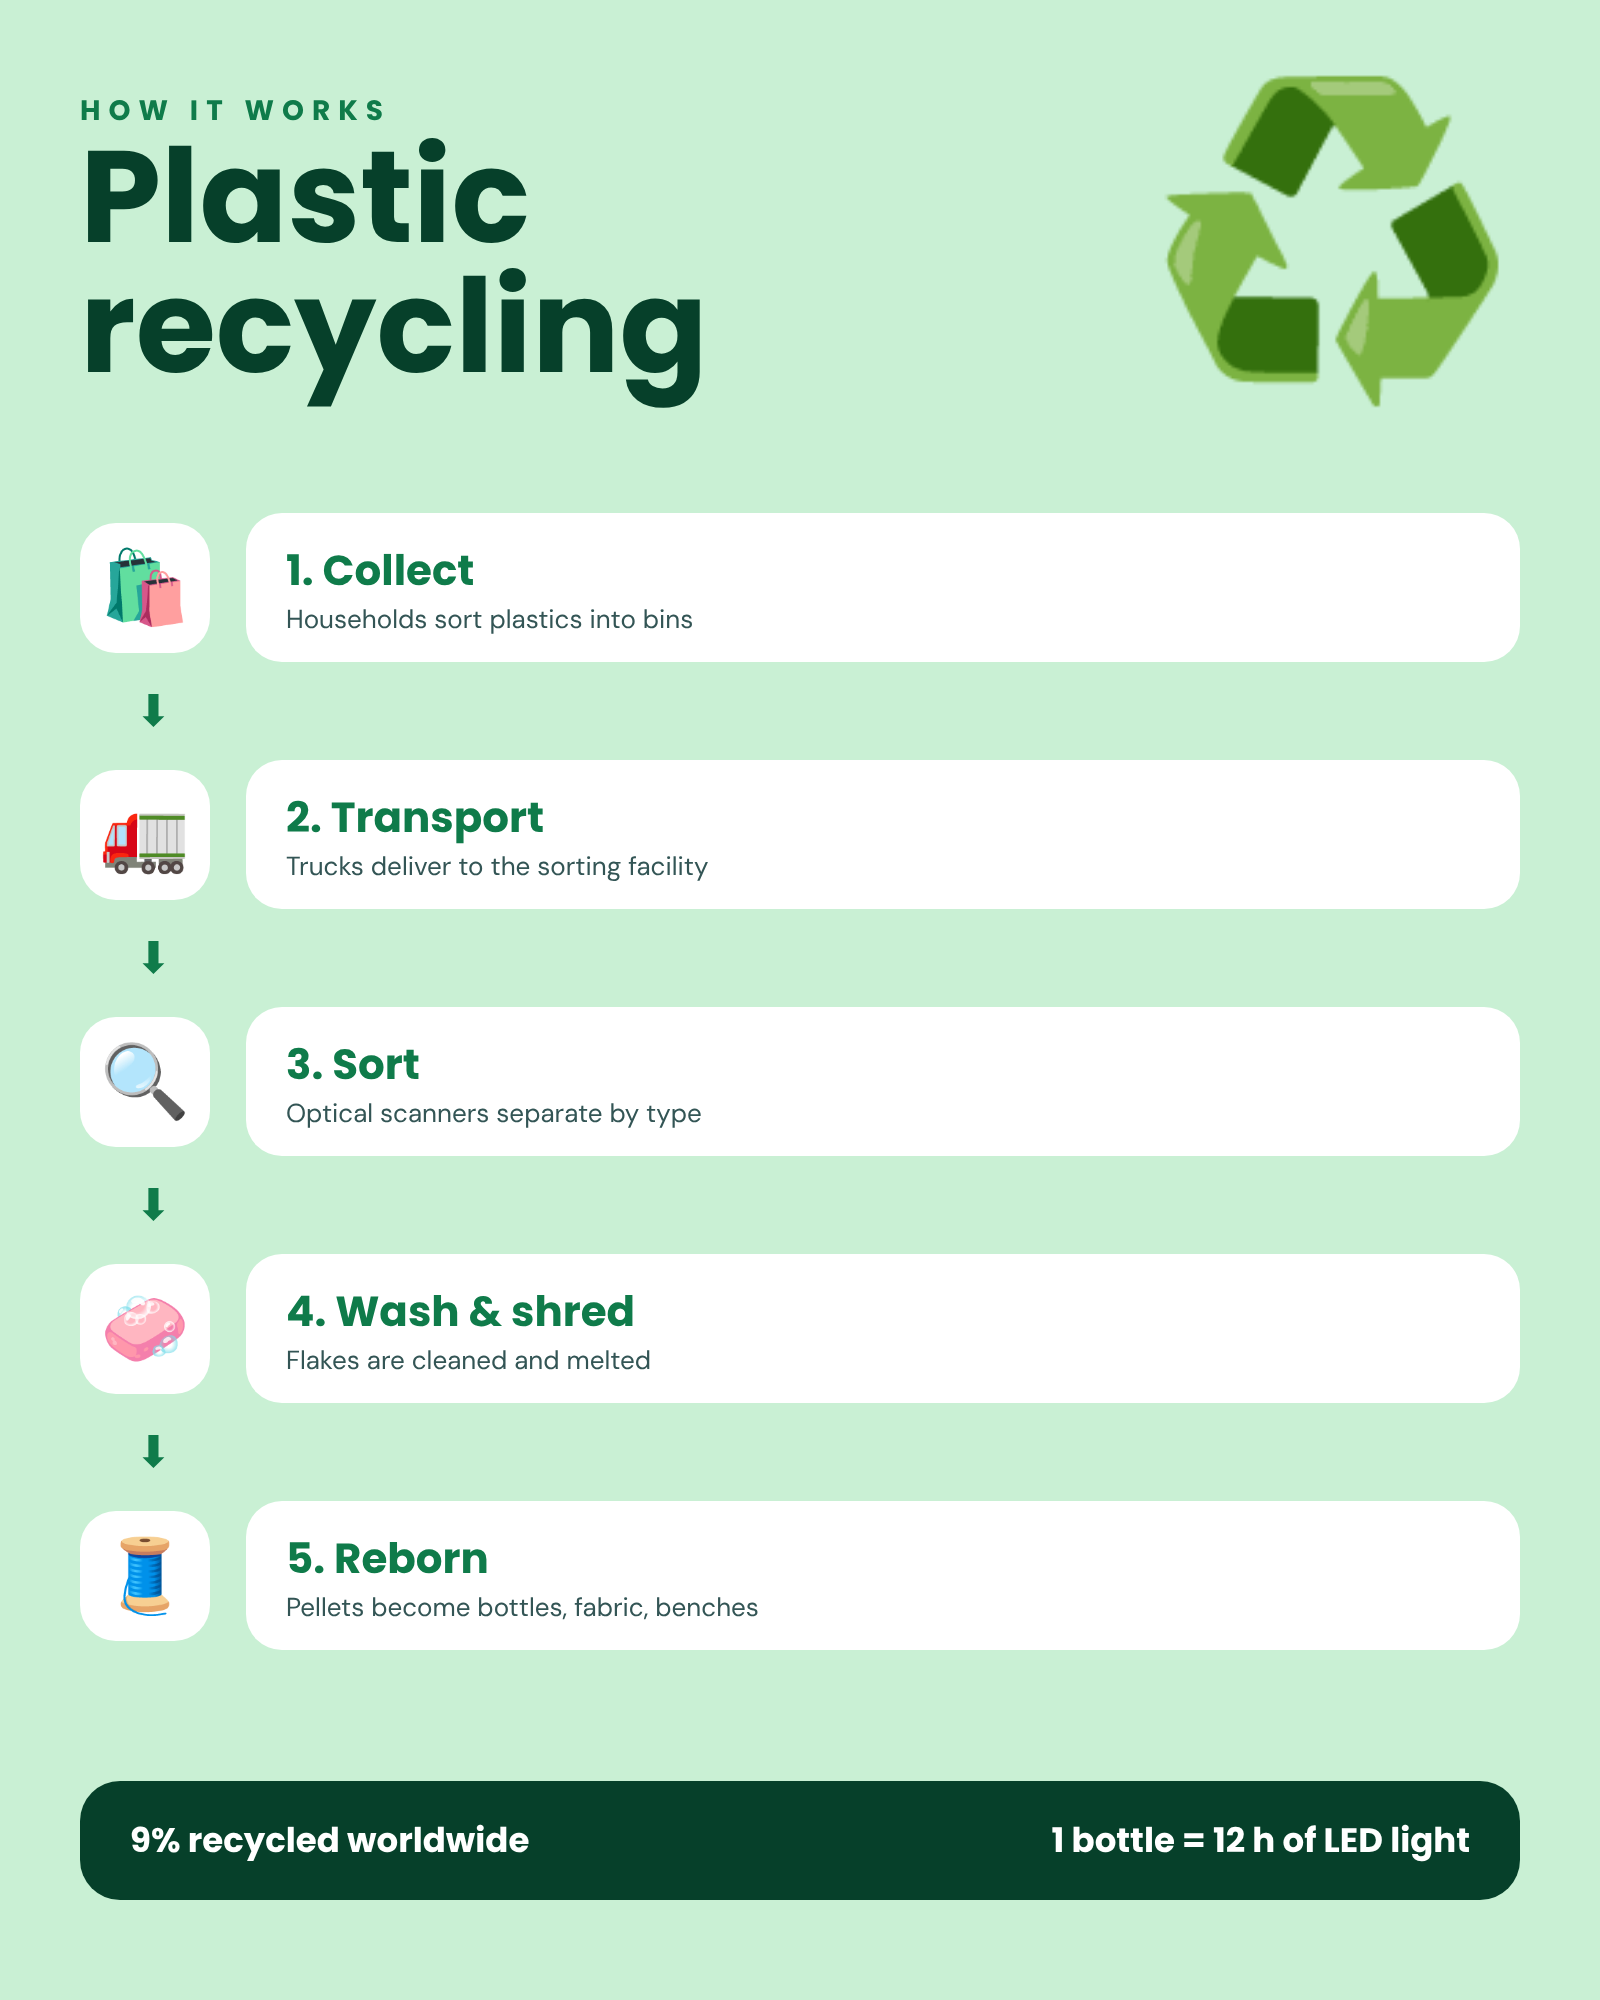 HOW IT WORKS
Plastic
recycling
1. Collect
Households sort plastics into bins
2. Transport
Trucks deliver to the sorting facility
3. Sort
Optical scanners separate by type
4. Wash & shred
Flakes are cleaned and melted
5. Reborn
Pellets become bottles, fabric, benches
9% recycled worldwide
1 bottle = 12 h of LED light